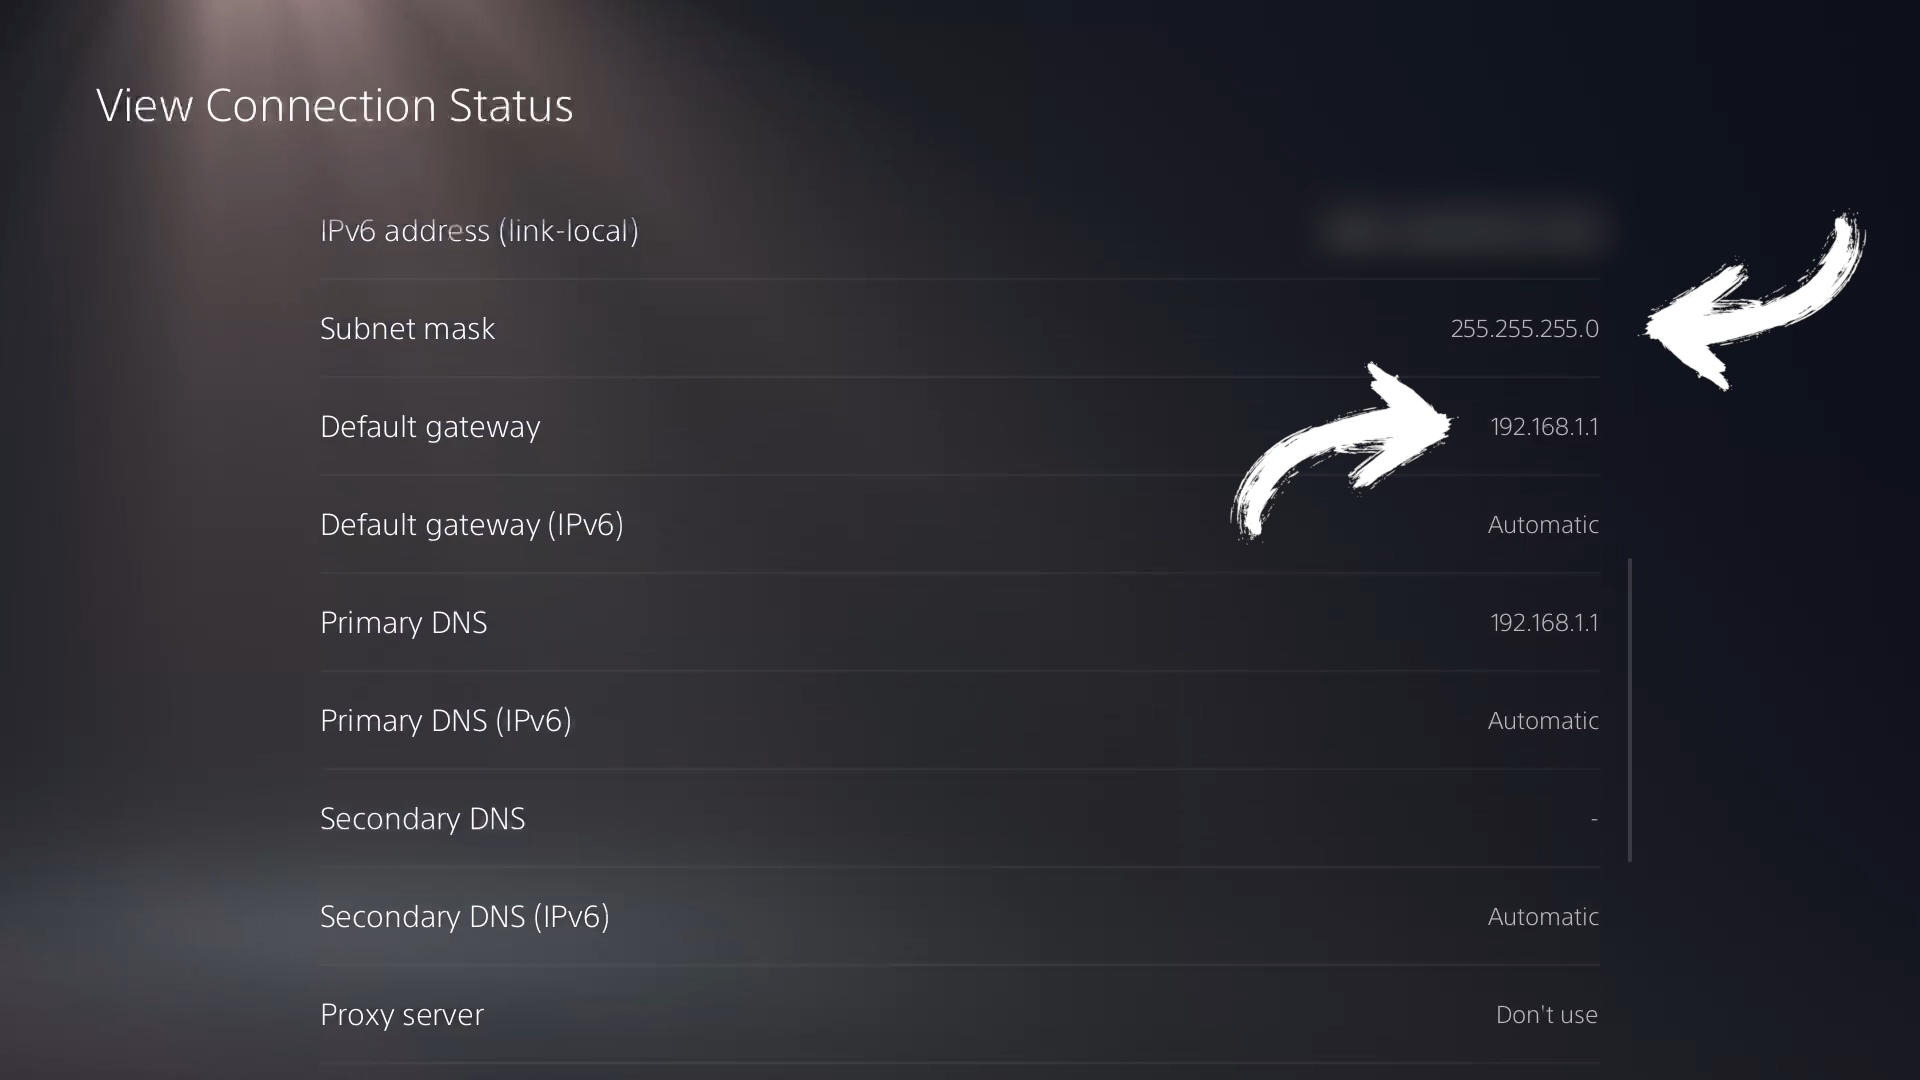 View Connection Status
IPv6 address (link-local)
Subnet mask 255.255.255.0
Default gateway 192.168.1.1
Default gateway (IPv6) Automatic
Primary DNS 192.168.1.1
Primary DNS (IPv6) Automatic
Secondary DNS -
Secondary DNS (IPv6) Automatic
Proxy server Don't use